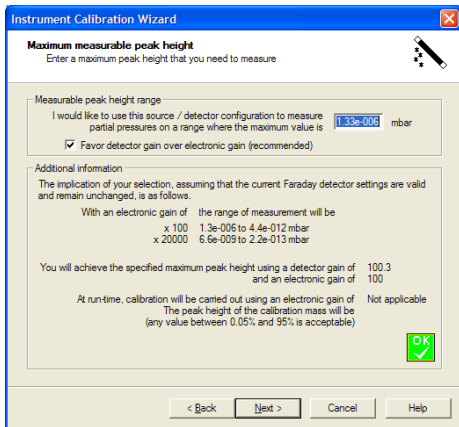 Instrument Calibration Wizard
Maximum measurable peak height
Enter a maximum peak height that you need to measure
Measurable peak height range
I would like to use this source / detector configuration to measure
partial pressures on a range where the maximum value is 1.33e-006 mbar
Favor detector gain over electronic gain (recommended)
Additional information
The implication of your selection, assuming that the current Faraday detector settings are valid
and remain unchanged, is as follows.
With an electronic gain of the range of measurement will be
x 100 1.3e-006 to 4.4e-012 mbar
x 20000 6.6e-009 to 2.2e-013 mbar
You will achieve the specified maximum peak height using a detector gain of 100.3
and an electronic gain of 100
At run-time, calibration will be carried out using an electronic gain of Not applicable
The peak height of the calibration mass will be
(any value between 0.05% and 95% is acceptable)
OK
< Back Next > Cancel Help